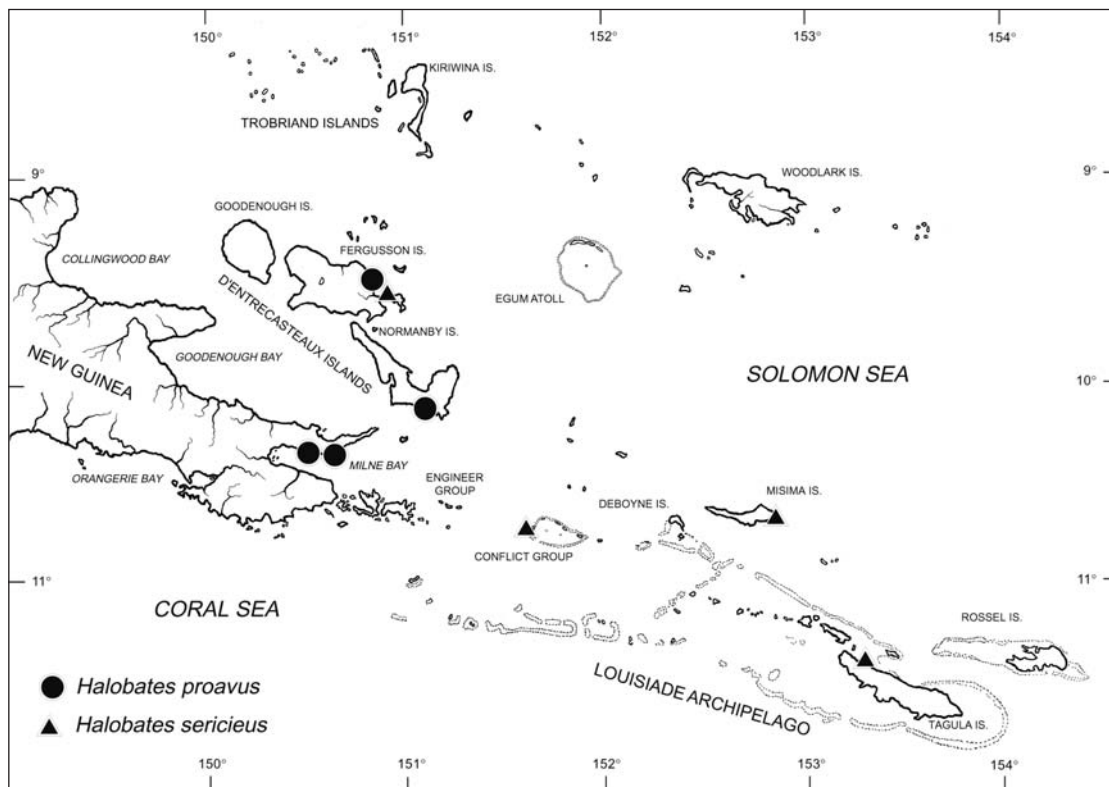 150° 151° 152° 153° 154°
KIRIWINA IS.
TROBRIAND ISLANDS
9° 9°
WOODLARK IS.
GOODENOUGH IS.
FERGUSSON IS.
COLLINGWOOD BAY
EGUM ATOLL
D'ENTRECASTEAUX ISLANDS
NORMANBY IS.
GOODENOUGH BAY
NEW GUINEA
SOLOMON SEA
10°
MILNE BAY
ORANGERIE BAY
ENGINEER
GROUP
DEBOYNE IS.
MISIMA IS.
CONFLICT GROUP
11° 11°
CORAL SEA
ROSSEL IS.
LOUISIADE ARCHIPELAGO
Halobates proavus
Halobates sericieus
TAGULA IS.
150° 151° 152° 153° 154°